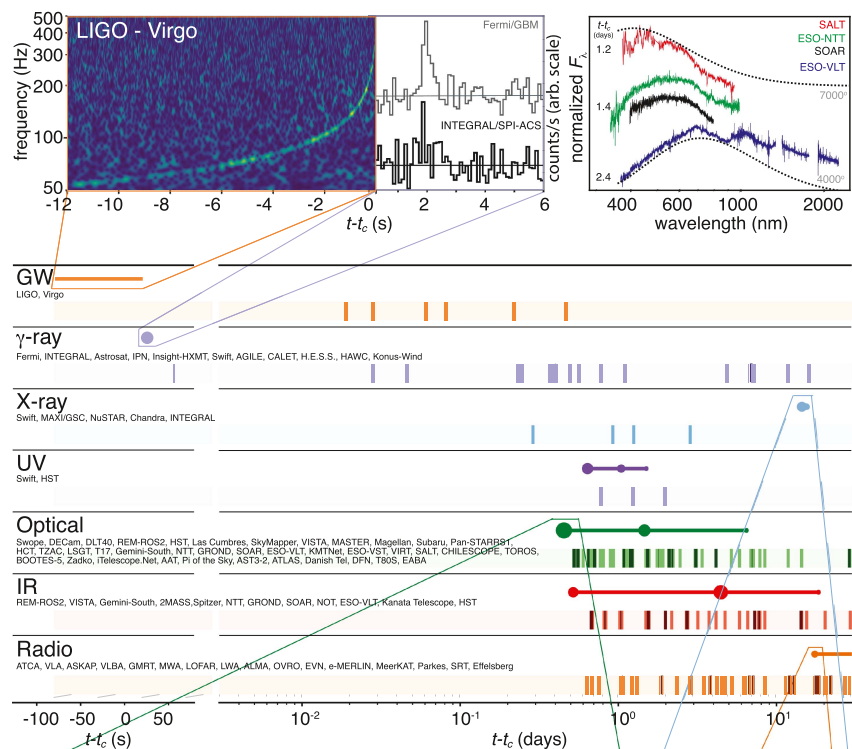 LIGO - Virgo
frequency (Hz)
500
400
300
200
100
50
-12 -10 -8 -6 -4 -2 0 2 4 6
t-tc (s)
Fermi/GBM
INTEGRAL/SPI-ACS
counts/s (arb. scale)
normalized Fλ
t-tc
(days)
1.2
1.4
2.4
SALT
ESO-NTT
SOAR
ESO-VLT
7000°
4000°
400 600 1000 2000
wavelength (nm)
GW
LIGO, Virgo
γ-ray
Fermi, INTEGRAL, Astrosat, IPN, Insight-HXMT, Swift, AGILE, CALET, H.E.S.S., HAWC, Konus-Wind
X-ray
Swift, MAXI/GSC, NuSTAR, Chandra, INTEGRAL
UV
Swift, HST
Optical
Swope, DECam, DLT40, REM-ROS2, HST, Las Cumbres, SkyMapper, VISTA, MASTER, Magellan, Subaru, Pan-STARRS1,
HCT, TZAC, LSGT, T17, Gemini-South, NTT, GROND, SOAR, ESO-VLT, KMTNet, ESO-VST, VIRT, SALT, CHILESCOPE, TOROS,
BOOTES-5, Zadko, iTelescope.Net, AAT, Pi of the Sky, AST3-2, ATLAS, Danish Tel, DFN, T80S, EABA
IR
REM-ROS2, VISTA, Gemini-South, 2MASS,Spitzer, NTT, GROND, SOAR, NOT, ESO-VLT, Kanata Telescope, HST
Radio
ATCA, VLA, ASKAP, VLBA, GMRT, MWA, LOFAR, LWA, ALMA, OVRO, EVN, e-MERLIN, MeerKAT, Parkes, SRT, Effelsberg
-100 -50 0 50 10⁻² 10⁻¹ 10⁰ 10¹
t-tc (s) t-tc (days)